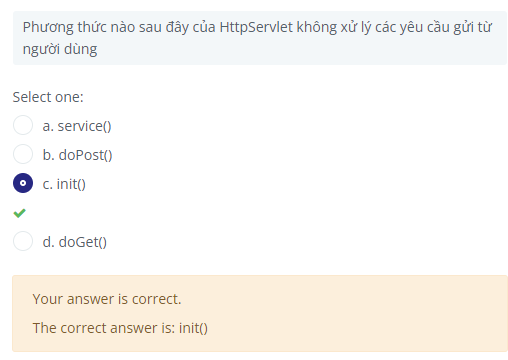 Phương thức nào sau đây của HttpServlet không xử lý các yêu cầu gửi từ
người dùng
Select one:
a. service()
b. doPost()
c. init()
d. doGet()
Your answer is correct.
The correct answer is: init()